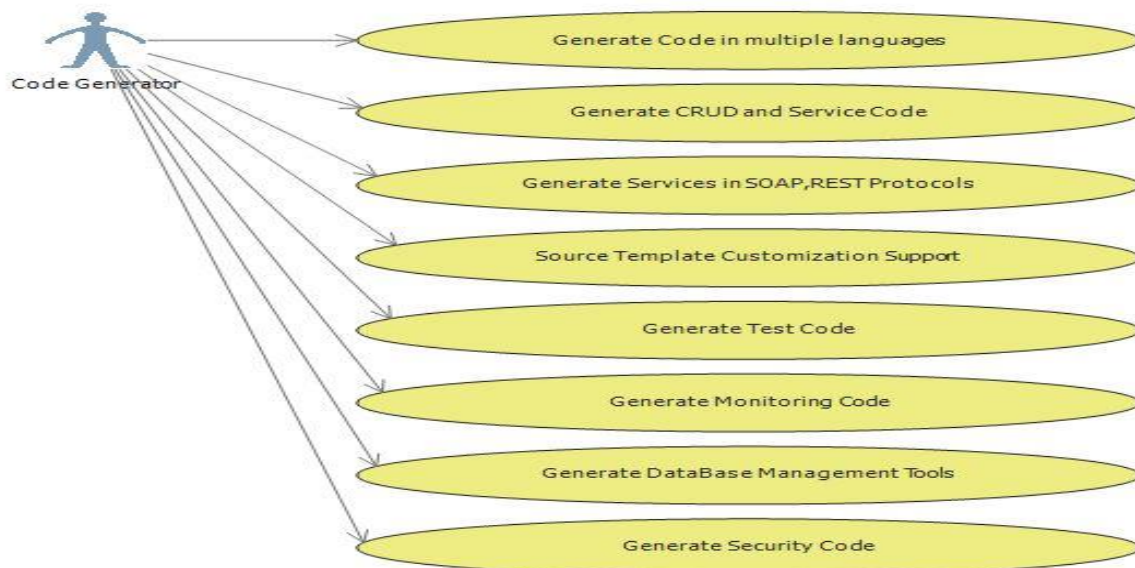 Generate Code in multiple languages
Code Generator
Generate CRUD and Service Code
Generate Services in SOAP,REST Protocols
Source Template Customization Support
Generate Test Code
Generate Monitoring Code
Generate DataBase Management Tools
Generate Security Code